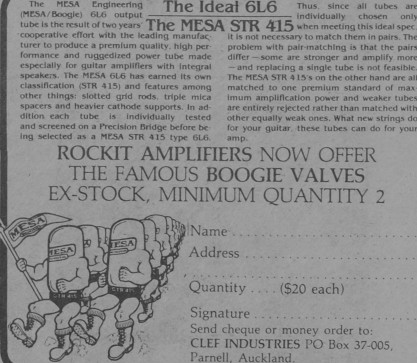 The Ideal 6L6
The MESA STR 415
The MESA Engineering
(MESA/Boogie) 6L6 output
tube is the result of two years
cooperative effort with the leading manufac-
turer to produce a premium quality, high per-
formance and ruggedized power tube made
especially for guitar amplifiers with integral
speakers. The MESA 6L6 has earned its own
classification (STR 415) and features among
other things: slotted grid rods, triple mica
spacers and heavier cathode supports. In ad-
dition each tube is individually tested
and screened on a Precision Bridge before be-
ing selected as a MESA STR 415 type 6L6.
Thus, since all tubes are
individually chosen as
when meeting this ideal spec.
it is not necessary to match them in pairs. The
problem with pair-matching is that the pairs
differ—some are stronger and amplify more
—and replacing a single tube is not feasible.
The MESA STR 415's on the other hand are all
matched to one premium standard of max-
imum amplification power and weaker tubes
are entirely rejected rather than matched with
other equally weak ones. What new strings do
for your guitar, these tubes can do for your
amp.
ROCKIT AMPLIFIERS NOW OFFER
THE FAMOUS BOOGIE VALVES
EX-STOCK, MINIMUM QUANTITY 2
MESA
MESA
MESA
STR 415
STR 415
Name
Address
Quantity . . . . ($20 each)
Signature
Send cheque or money order to:
CLEF INDUSTRIES PO Box 37-005,
Parnell, Auckland.